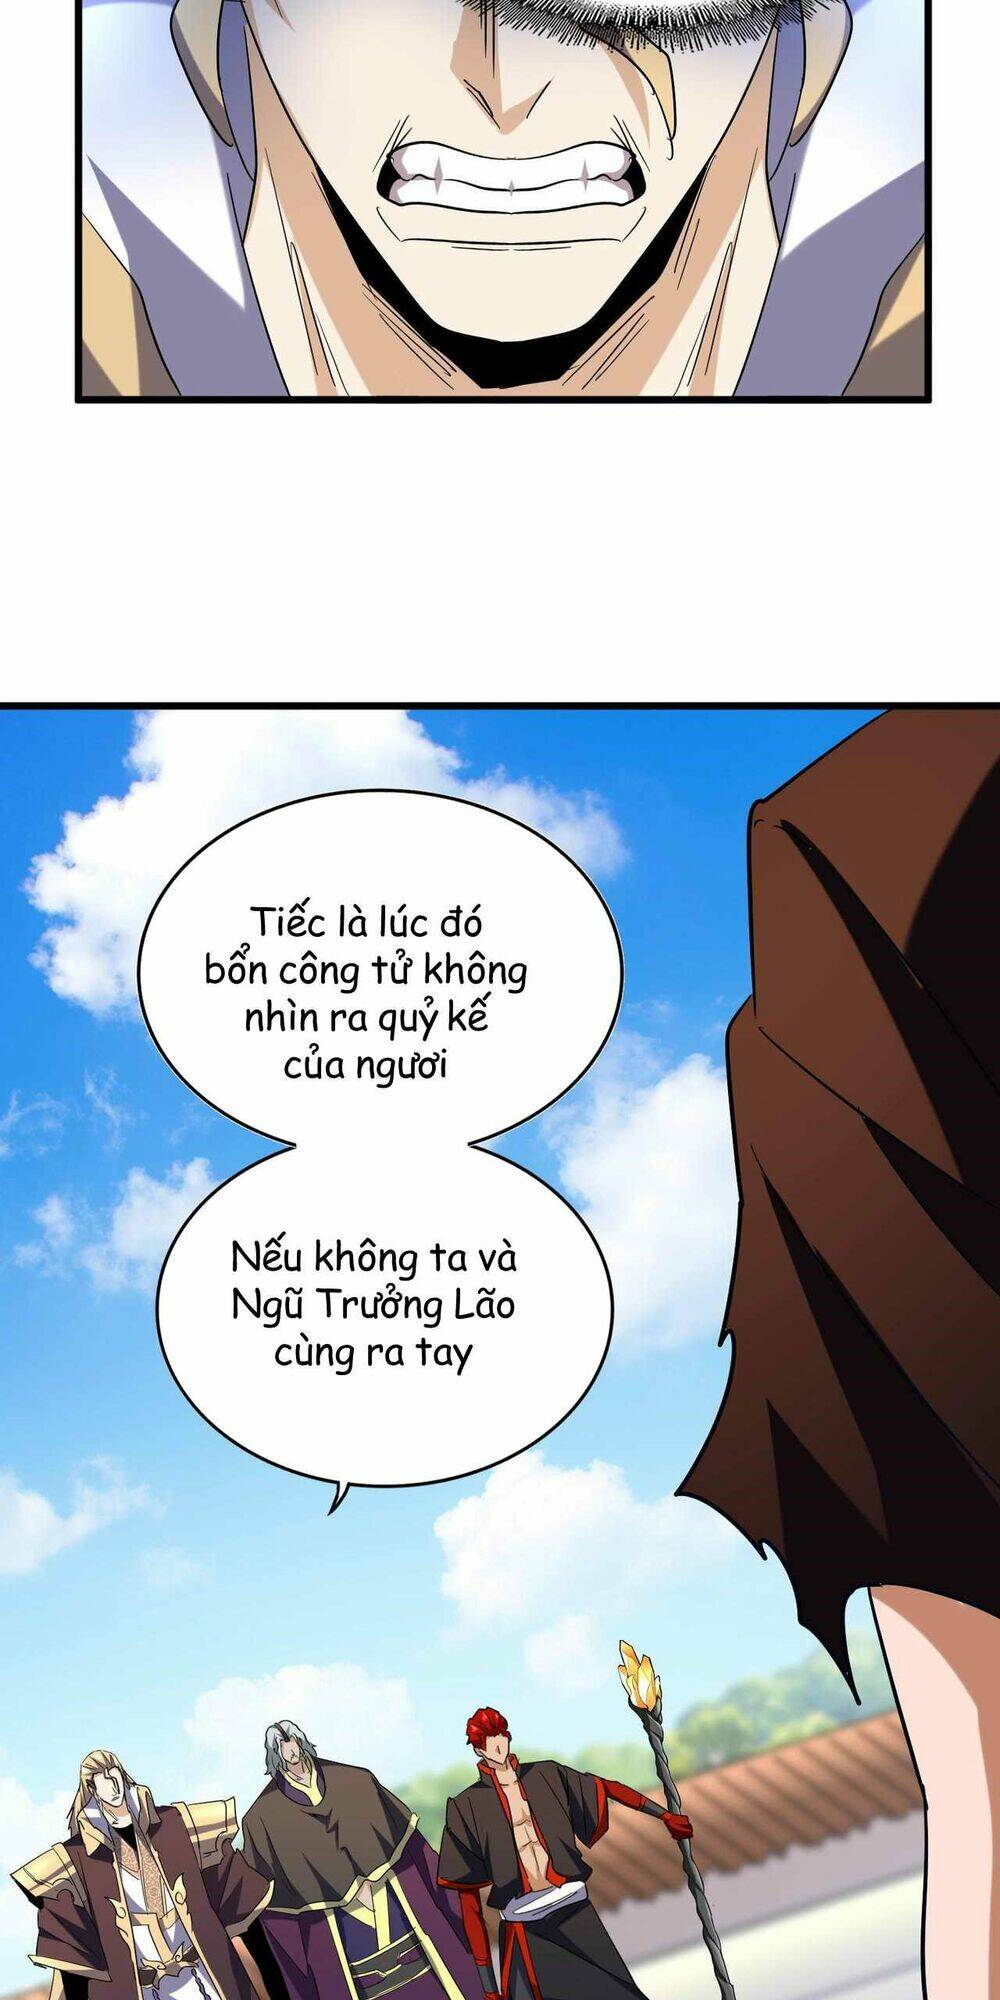 Tiếc là lúc đó
bổn công tử không
nhìn ra quỷ kế
của ngươi
Nếu không ta và
Ngũ Trưởng Lão
cùng ra tay